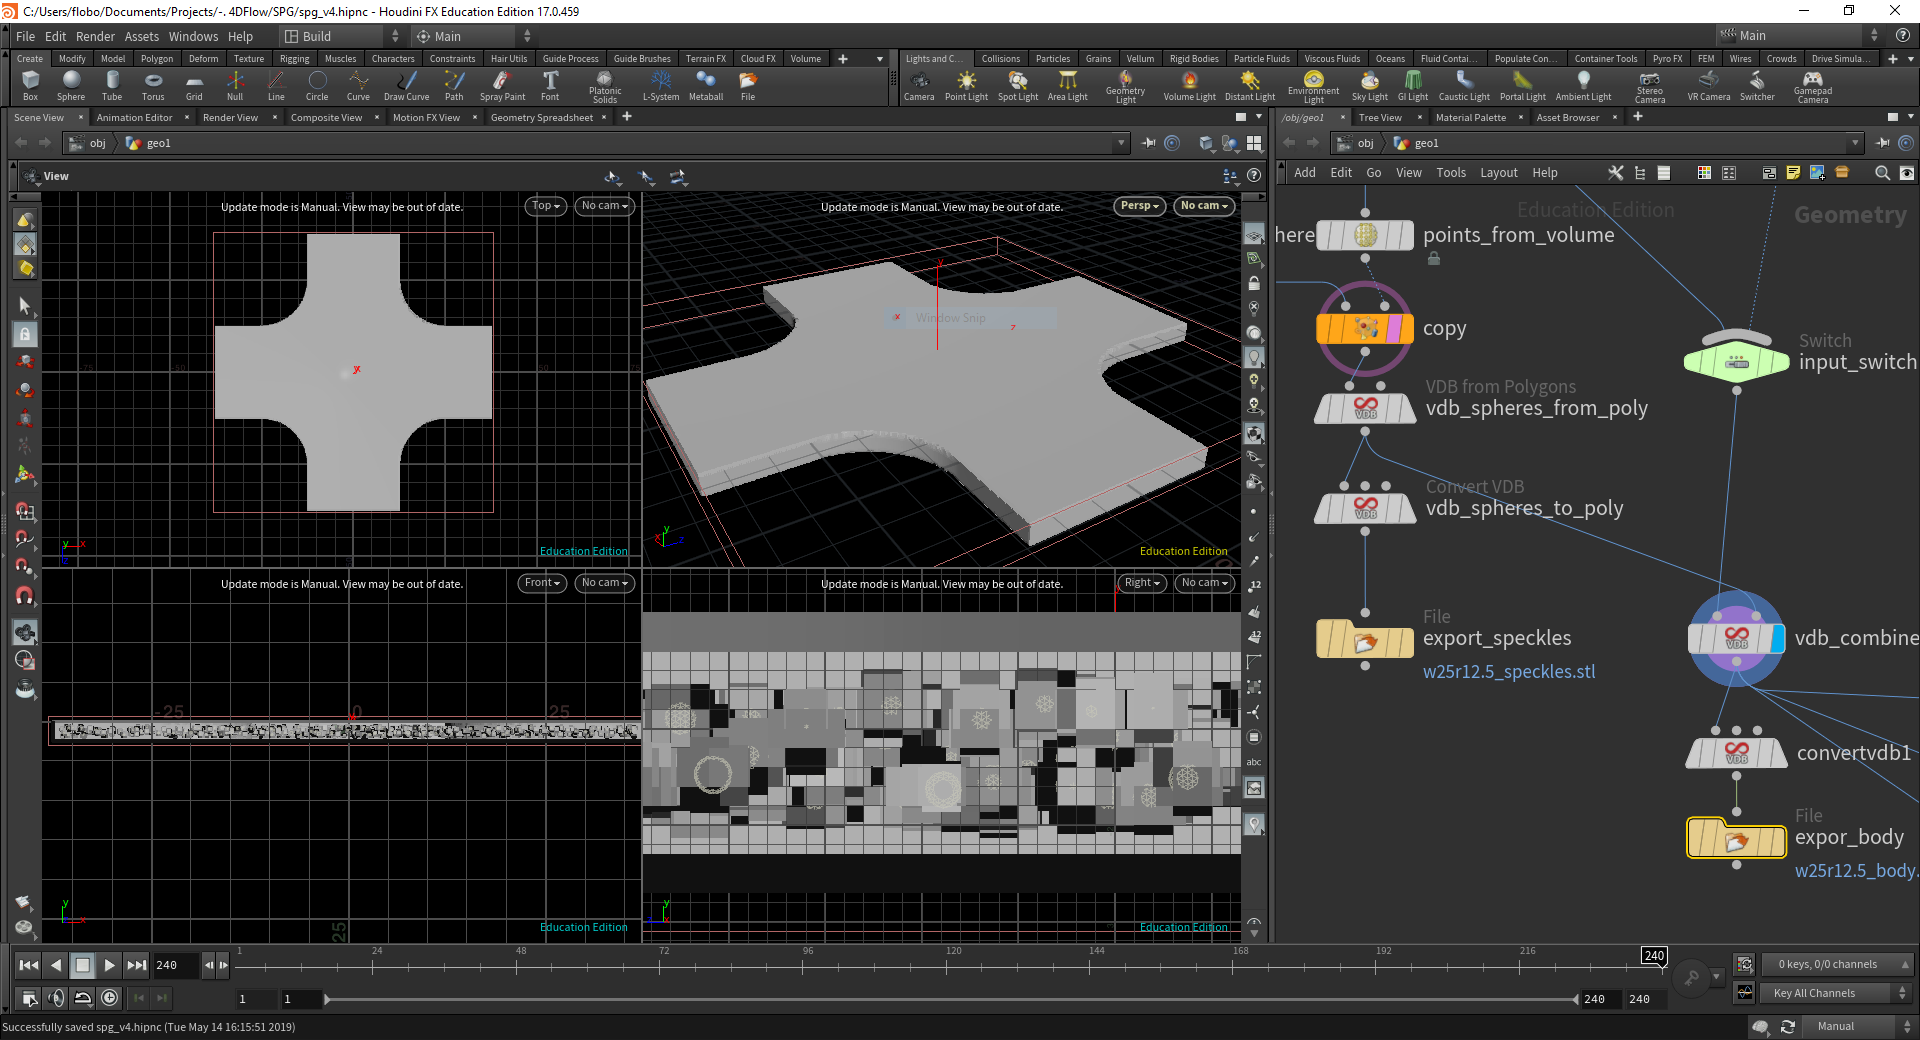 C:/Users/flobo/Documents/Projects/-. 4DFlow/SPG/spg_v4.hipnc - Houdini FX Education Edition 17.0.459
File Edit Render Assets Windows Help Build Main Main
Create Modify Model Polygon Deform Texture Rigging Muscles Characters Constraints Hair Utils Guide Process Guide Brushes Terrain FX Cloud FX Volume
Lights and C... Collisions Particles Grains Vellum Rigid Bodies Particle Fluids Viscous Fluids Oceans Fluid Contai... Populate Con... Container Tools Pyro FX FEM Wires Crowds Drive Simula...
Box Sphere Tube Torus Grid Null Line Circle Curve Draw Curve Path Spray Paint Font Platonic Solids L-System Metaball File
Camera Point Light Spot Light Area Light Geometry Light Volume Light Distant Light Environment Light Sky Light GI Light Caustic Light Portal Light Ambient Light Stereo Camera VR Camera Switcher Gamepad Camera
Scene View Animation Editor Render View Composite View Motion FX View Geometry Spreadsheet
/obj/geo1 Tree View Material Palette Asset Browser
obj geo1
obj geo1
View
Add Edit Go View Tools Layout Help
Update mode is Manual. View may be out of date. Top No cam
Update mode is Manual. View may be out of date. Persp No cam
Window Snip
Education Edition
Education Edition
Update mode is Manual. View may be out of date. Front No cam
Update mode is Manual. View may be out of date. Right No cam
-25 0 25
25
Education Edition
Education Edition
12
12
abc
Education Edition
Geometry
here
points_from_volume
copy
Switch
input_switch
VDB from Polygons
vdb_spheres_from_poly
Convert VDB
vdb_spheres_to_poly
File
export_speckles
w25r12.5_speckles.stl
vdb_combine
convertvdb1
File
expor_body
w25r12.5_body.
VDB
VDB
VDB
VDB
240
1 24 48 72 96 120 144 168 192 216 240
0 keys, 0/0 channels
1 1 240 240
Key All Channels
Successfully saved spg_v4.hipnc (Tue May 14 16:15:51 2019)
Manual